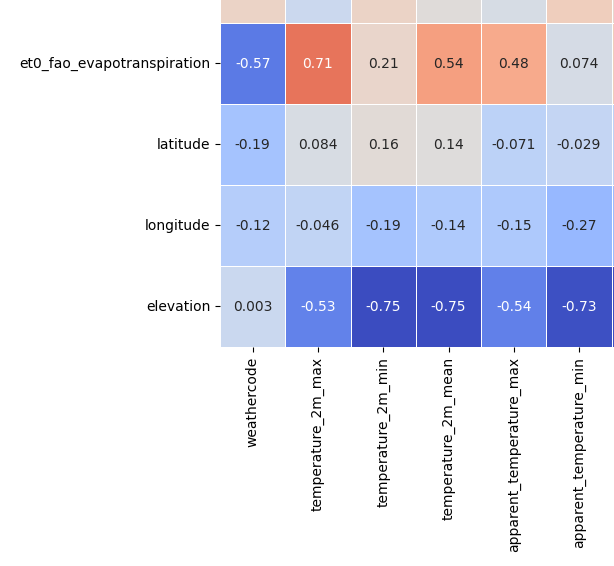 et0_fao_evapotranspiration -0.57 0.71 0.21 0.54 0.48 0.074
latitude -0.19 0.084 0.16 0.14 -0.071 -0.029
longitude -0.12 -0.046 -0.19 -0.14 -0.15 -0.27
elevation 0.003 -0.53 -0.75 -0.75 -0.54 -0.73
weathercode
temperature_2m_max
temperature_2m_min
temperature_2m_mean
apparent_temperature_max
apparent_temperature_min